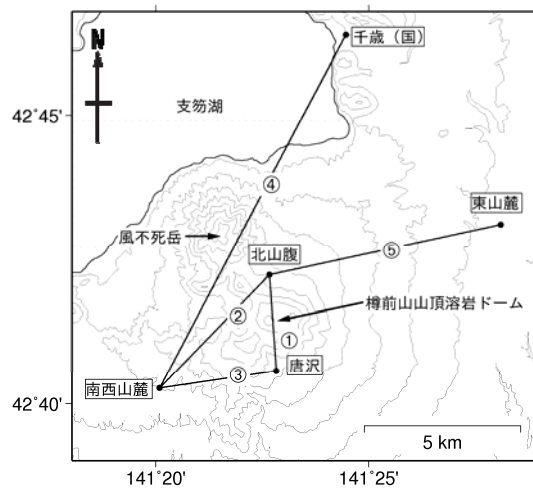 N
千歳（国）
42˚45'
支笏湖
④
東山麓
風不死岳
北山腹
⑤
樽前山山頂溶岩ドーム
②
①
唐沢
③
南西山麓
42˚40'
5 km
141˚20'
141˚25'